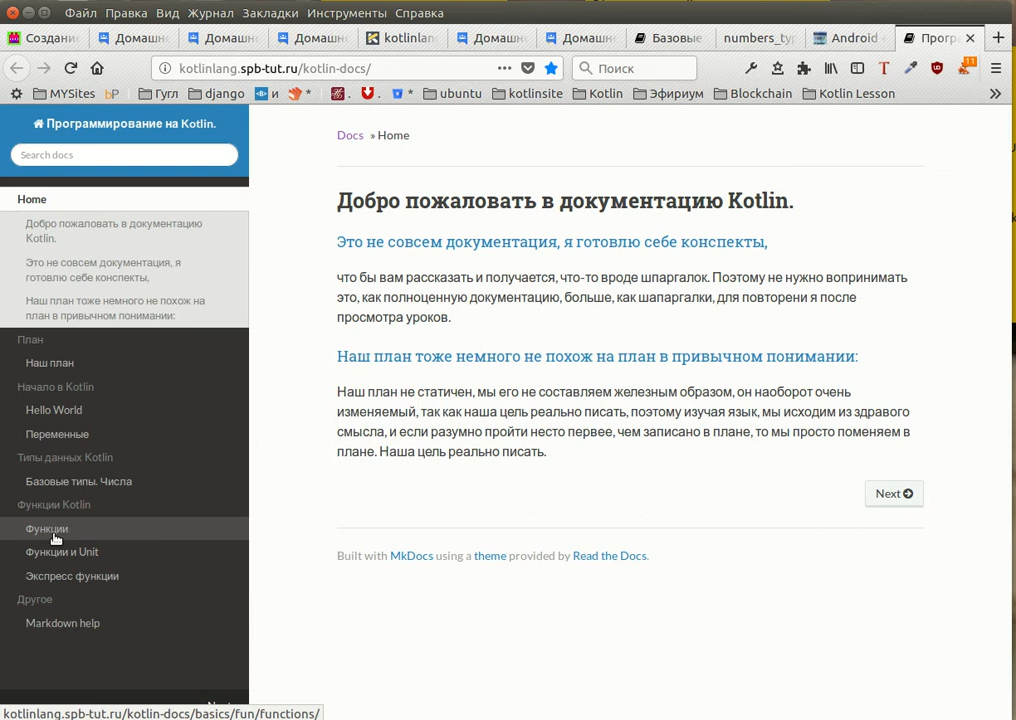 Файл Правка Вид Журнал Закладки Инструменты Справка
Создани Домашн Домашн Домашн kotlinlan Домашн Домашн Базовые numbers_ty Android Прогр
kotlinlang.spb-tut.ru/kotlin-docs/
Поиск
11
MYSites bP Гугл django и * * ubuntu kotlinsite Kotlin Эфириум Blockchain Kotlin Lesson
Программирование на Kotlin.
Search docs
Home
Добро пожаловать в документацию
Kotlin.
Это не совсем документация, я
готовлю себе конспекты,
Наш план тоже немного не похож на
план в привычном понимании:
План
Наш план
Начало в Kotlin
Hello World
Переменные
Типы данных Kotlin
Базовые типы. Числа
Функции Kotlin
Функции
Функции и Unit
Экспресс функции
Другое
Markdown help
kotlinlang.spb-tut.ru/kotlin-docs/basics/fun/functions/
Docs » Home
Добро пожаловать в документацию Kotlin.
Это не совсем документация, я готовлю себе конспекты,
что бы вам рассказать и получается, что-то вроде шпаргалок. Поэтому не нужно вопринимать
это, как полноценную документацию, больше, как шапаргалки, для повторени я после
просмотра уроков.
Наш план тоже немного не похож на план в привычном понимании:
Наш план не статичен, мы его не составляем железным образом, он наоборот очень
изменяемый, так как наша цель реально писать, поэтому изучая язык, мы исходим из здравого
смысла, и если разумно пройти несто первее, чем записано в плане, то мы просто поменяем в
плане. Наша цель реально писать.
Next
Built with MkDocs using a theme provided by Read the Docs.